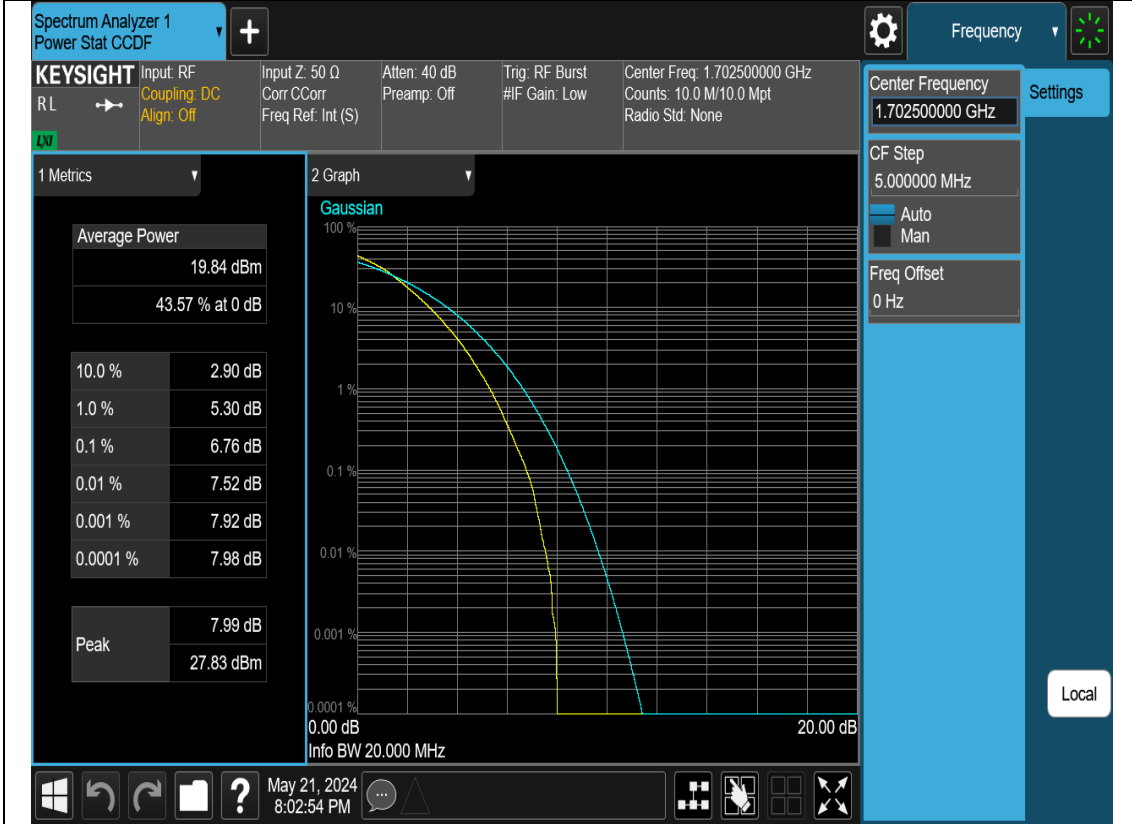 Spectrum Analyzer 1
Power Stat CCDF
+
Frequency
KEYSIGHT
RL
LXI
Input: RF
Coupling: DC
Align: Off
Input Z: 50 Ω
Corr CCorr
Freq Ref: Int (S)
Atten: 40 dB
Preamp: Off
Trig: RF Burst
#IF Gain: Low
Center Freq: 1.702500000 GHz
Counts: 10.0 M/10.0 Mpt
Radio Std: None
Center Frequency
1.702500000 GHz
Settings
CF Step
5.000000 MHz
Auto
Man
Freq Offset
0 Hz
1 Metrics
Average Power
19.84 dBm
43.57 % at 0 dB
10.0 % 2.90 dB
1.0 % 5.30 dB
0.1 % 6.76 dB
0.01 % 7.52 dB
0.001 % 7.92 dB
0.0001 % 7.98 dB
Peak
7.99 dB
27.83 dBm
2 Graph
Gaussian
100 %
10 %
1 %
0.1 %
0.01 %
0.001 %
0.0001 %
0.00 dB 20.00 dB
Info BW 20.000 MHz
Local
?
May 21, 2024
8:02:54 PM